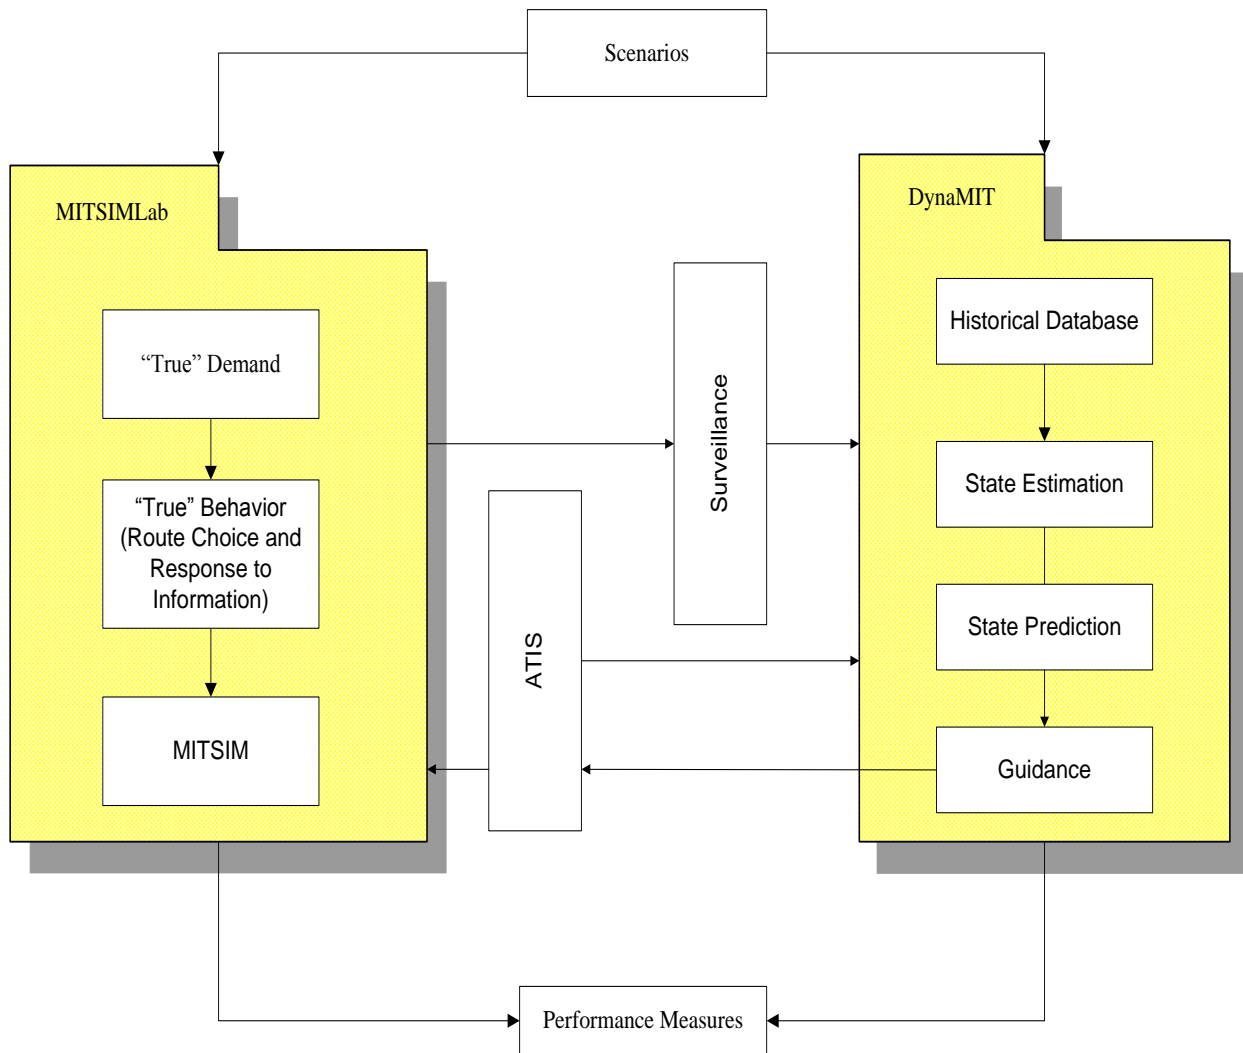 Scenarios
MITSIMLab
“True” Demand
“True” Behavior
(Route Choice and
Response to
Information)
MITSIM
Surveillance
ATIS
DynaMIT
Historical Database
State Estimation
State Prediction
Guidance
Performance Measures